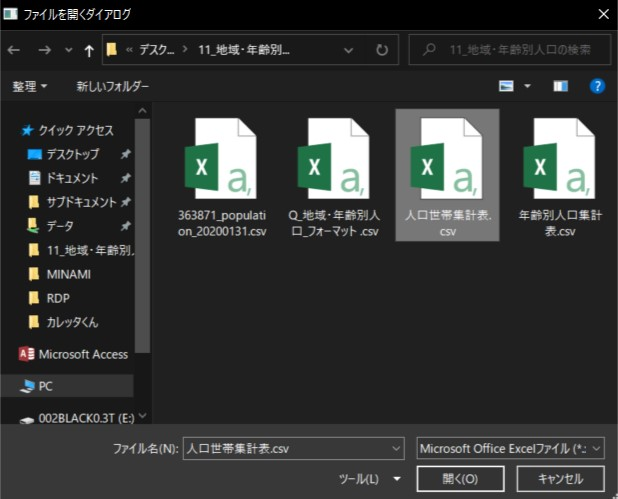 ファイルを開くダイアログ
« デスク... › 11_地域・年齢別...
11_地域・年齢別人口の検索
整理
新しいフォルダー
クイック アクセス
デスクトップ
ドキュメント
サブドキュメント
データ
11_地域・年齢別
MINAMI
RDP
カレッタくん
Microsoft Access
PC
002BLACK0.3T (E:)
363871_populati
on_20200131.csv
Q_地域・年齢別人
口_フォーマット .csv
人口世帯集計表.
csv
年齢別人口集計
表.csv
ファイル名(N):
人口世帯集計表.csv
Microsoft Office Excelファイル (*.
ツール(L)
開く(O)
キャンセル